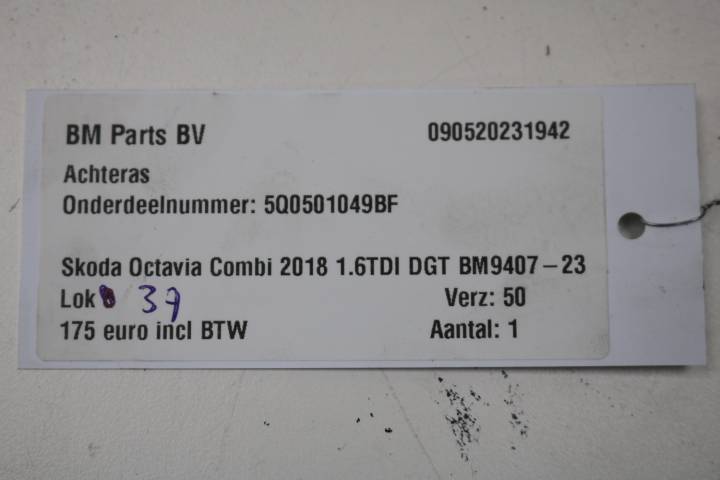 BM Parts BV 090520231942
Achteras
Onderdeelnummer: 5Q0501049BF
Skoda Octavia Combi 2018 1.6TDI DGT BM9407-23
Lok 37 Verz: 50
175 euro incl BTW Aantal: 1